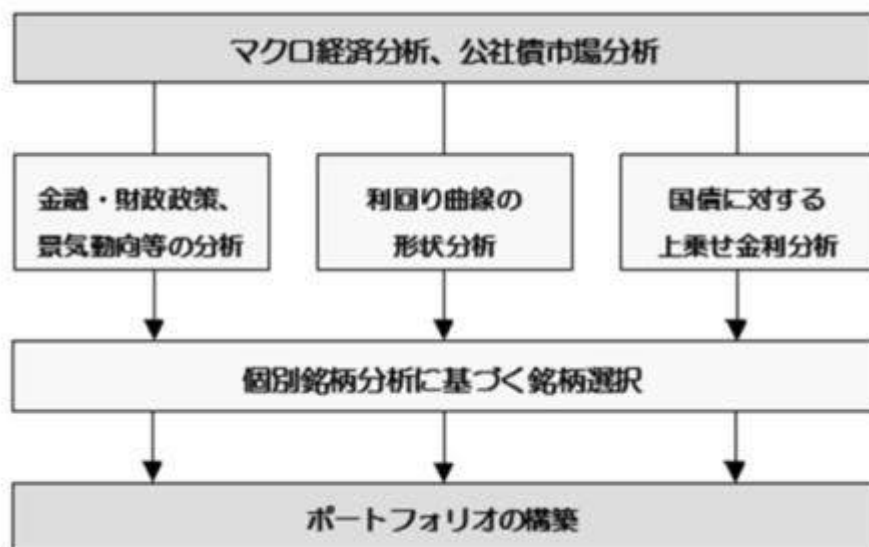 マクロ経済分析、公社債市場分析
金融・財政政策、
景気動向等の分析
利回り曲線の
形状分析
国債に対する
上乗せ金利分析
個別銘柄分析に基づく銘柄選択
ポートフォリオの構築